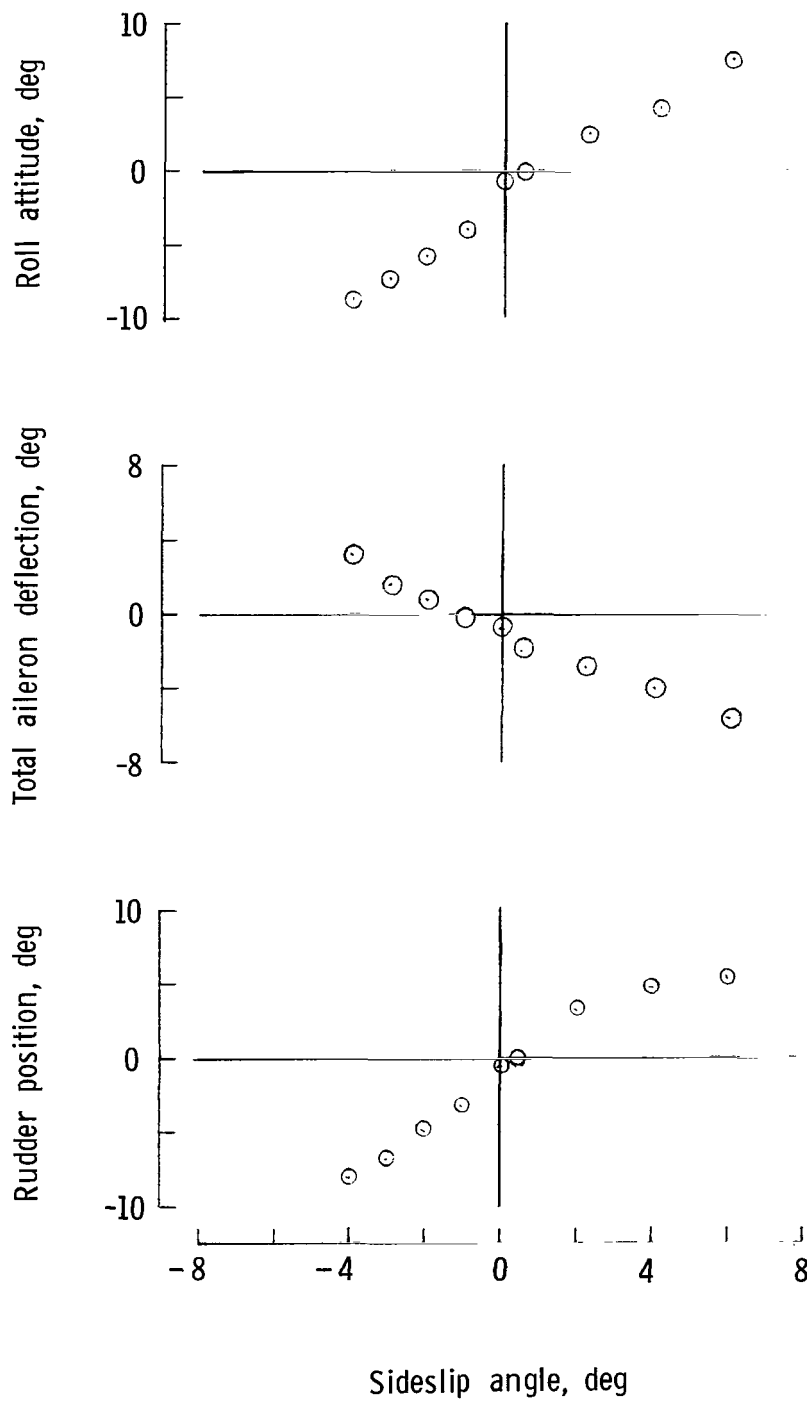 Roll attitude, deg
10
0
-10
Total aileron deflection, deg
8
0
-8
Rudder position, deg
10
0
-10
-8 -4 0 4 8
Sideslip angle, deg